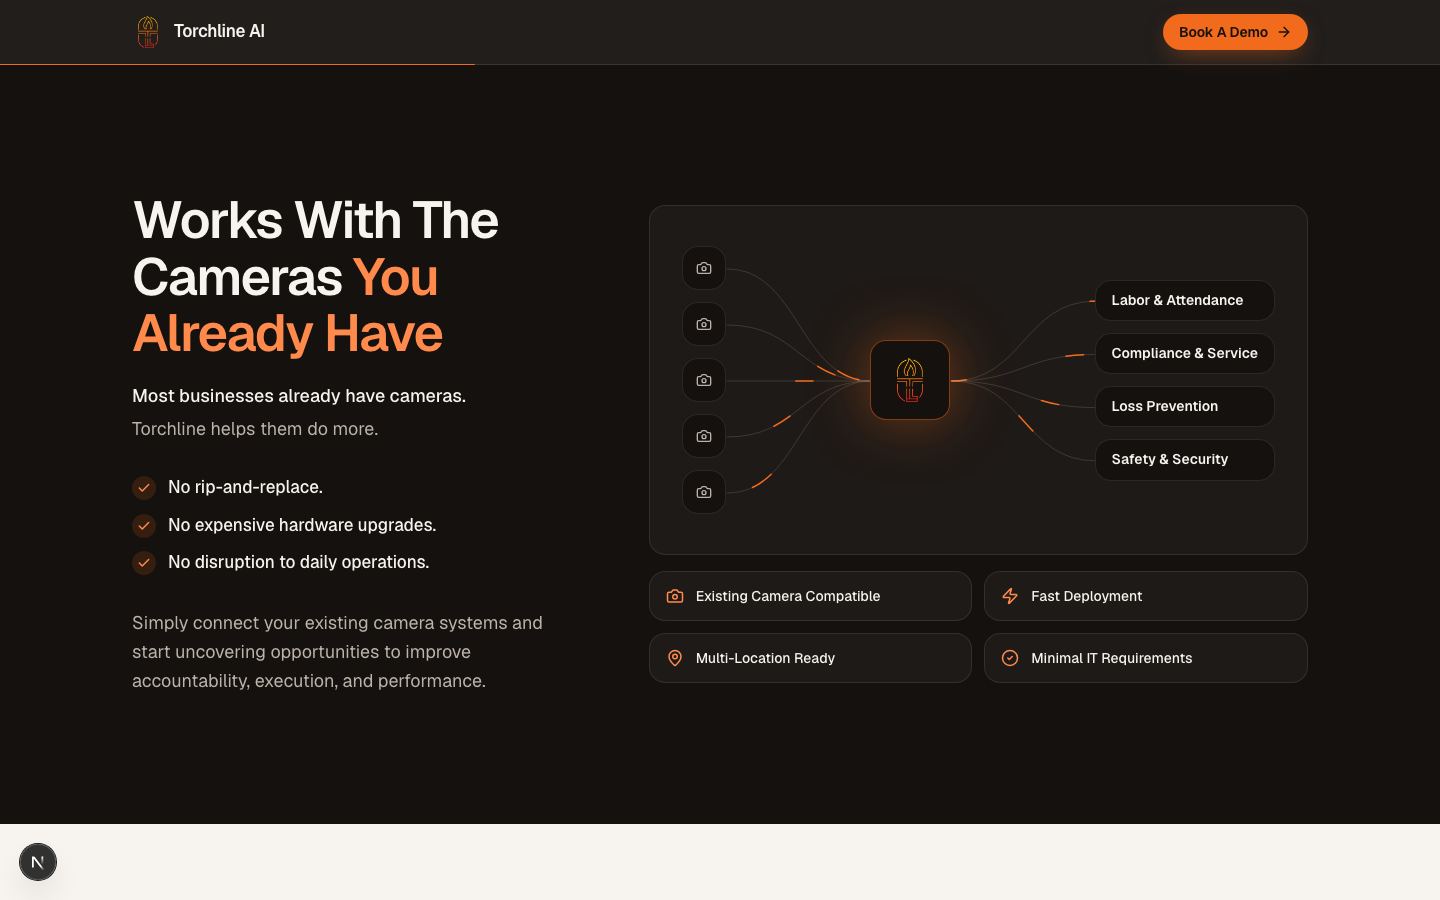 Torchline AI
Book A Demo
Works With The
Cameras You
Already Have
Most businesses already have cameras.
Torchline helps them do more.
No rip-and-replace.
No expensive hardware upgrades.
No disruption to daily operations.
Simply connect your existing camera systems and
start uncovering opportunities to improve
accountability, execution, and performance.
Labor & Attendance
Compliance & Service
Loss Prevention
Safety & Security
Existing Camera Compatible
Fast Deployment
Multi-Location Ready
Minimal IT Requirements
N